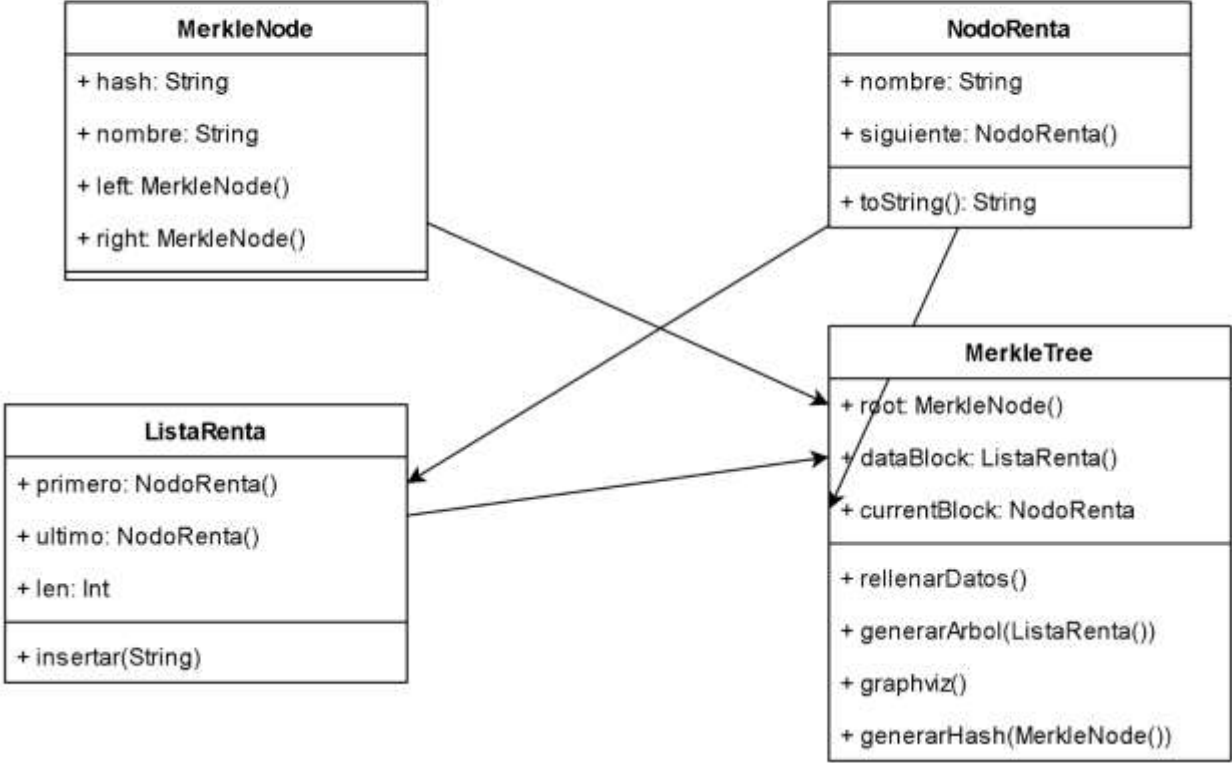 MerkleNode
+ hash: String
+ nombre: String
+ left: MerkleNode()
+ right: MerkleNode()
NodoRenta
+ nombre: String
+ siguiente: NodoRenta()
+ toString(): String
ListaRenta
+ primero: NodoRenta()
+ ultimo: NodoRenta()
+ len: Int
+ insertar(String)
MerkleTree
+ root: MerkleNode()
+ dataBlock: ListaRenta()
+ currentBlock: NodoRenta
+ rellenarDatos()
+ generarArbol(ListaRenta())
+ graphviz()
+ generarHash(MerkleNode())